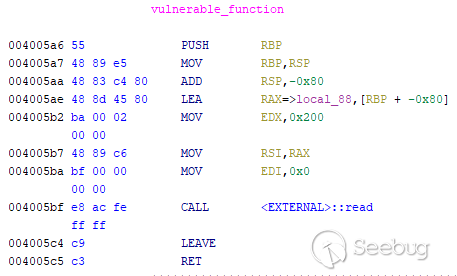 vulnerable_function
004005a6 55 PUSH RBP
004005a7 48 89 e5 MOV RBP,RSP
004005aa 48 83 c4 80 ADD RSP,-0x80
004005ae 48 8d 45 80 LEA RAX=>local_88,[RBP + -0x80]
004005b2 ba 00 02 MOV EDX,0x200
00 00
004005b7 48 89 c6 MOV RSI,RAX
004005ba bf 00 00 MOV EDI,0x0
00 00
004005bf e8 ac fe CALL <EXTERNAL>::read
ff ff
004005c4 c9 LEAVE
004005c5 c3 RET
Seebug